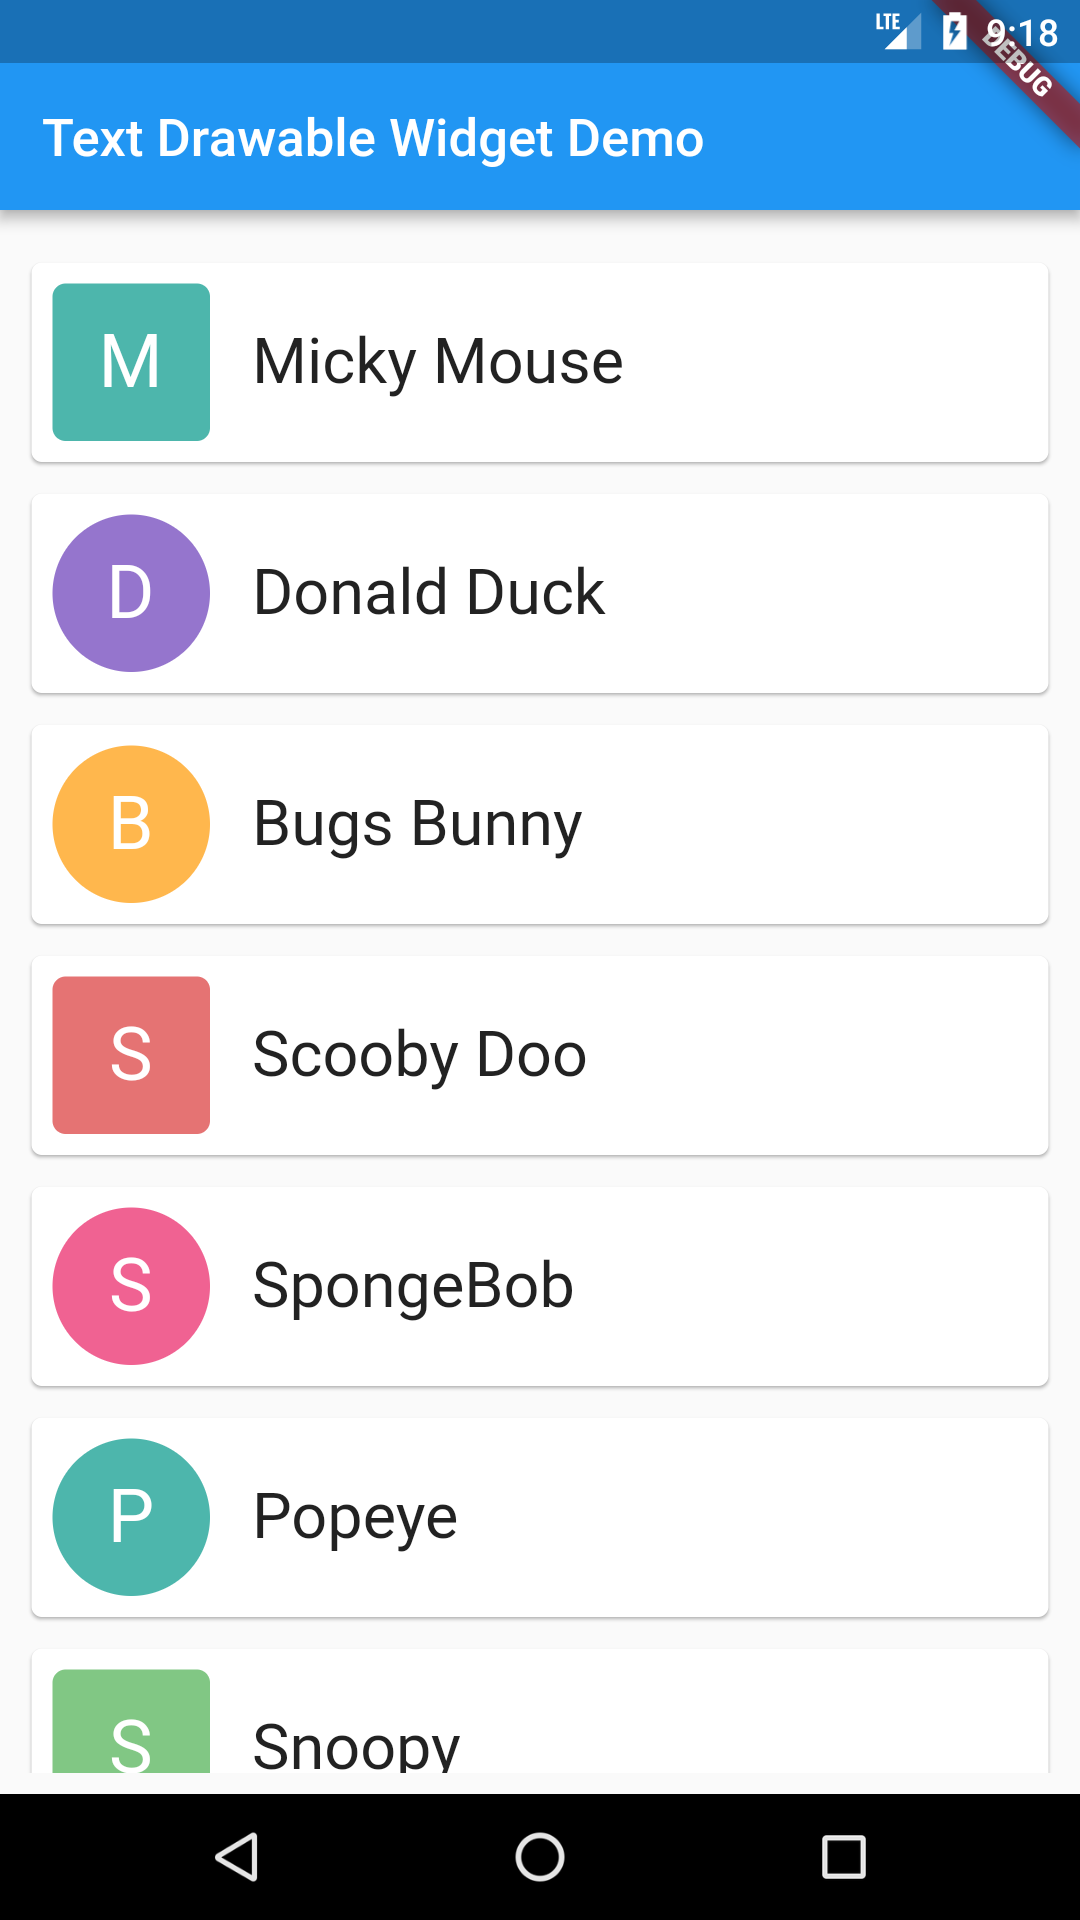 LTE 9:18
DEBUG
Text Drawable Widget Demo
M Micky Mouse
D Donald Duck
B Bugs Bunny
S Scooby Doo
S SpongeBob
P Popeye
S Snoopy